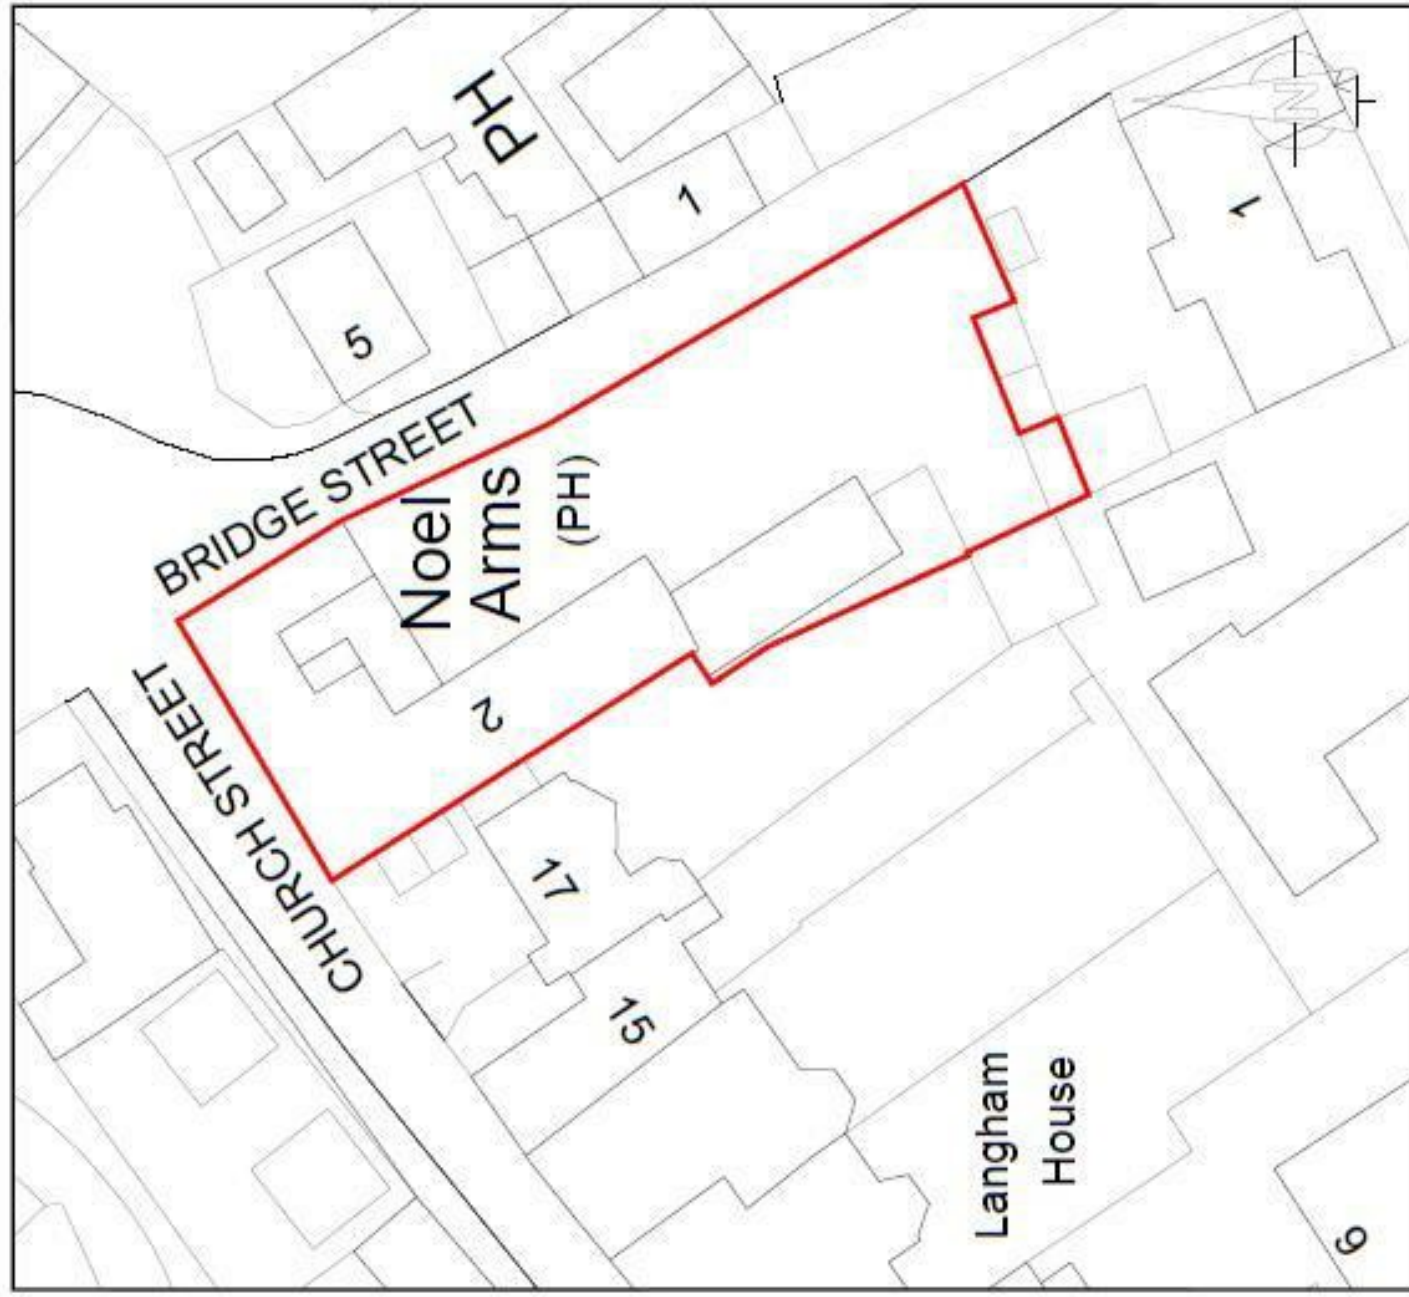 PH
1
5
1
BRIDGE STREET
Noel
Arms
(PH)
2
CHURCH STREET
17
15
Langham
House
9
N